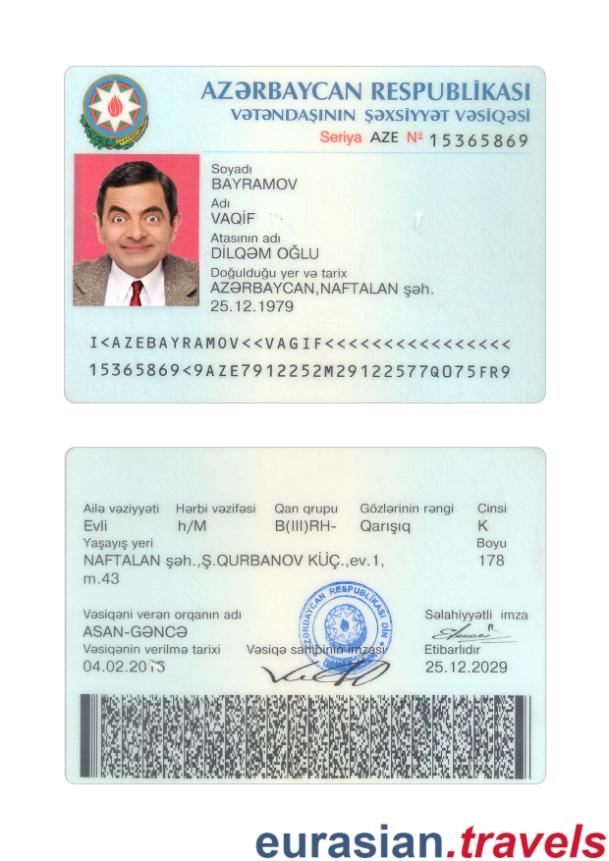 AZƏRBAYCAN RESPUBLİKASI
VƏTƏNDAŞININ ŞƏXSİYYƏT VƏSİQƏSİ
Seriya AZE № 15365869
Soyadı
BAYRAMOV
Adı
VAQİF
Atasının adı
DİLQƏM OĞLU
Doğulduğu yer və tarix
AZƏRBAYCAN,NAFTALAN şəh.
25.12.1979
I<AZEBAYRAMOV<<VAGIF<<<<<<<<<<<<<<<<<
15365869<9AZE7912252M29122577Q075FR9
Ailə vəziyyəti Hərbi vəzifəsi Qan qrupu Gözlərinin rəngi Cinsi
Evli h/M B(III)RH- Qarışıq K
Yaşayış yeri Boyu
NAFTALAN şəh.,Ş.QURBANOV KÜÇ.,ev.1, 178
m.43
Vəsiqəni verən orqanın adı Səlahiyyətli imza
ASAN-GƏNCƏ
AZƏRBAYCAN RESPUBLİKASI DİN
Vəsiqənin verilmə tarixi Vəsiqə sahibinin imzası Etibarlıdır
04.02.2016 25.12.2029
eurasian.travels